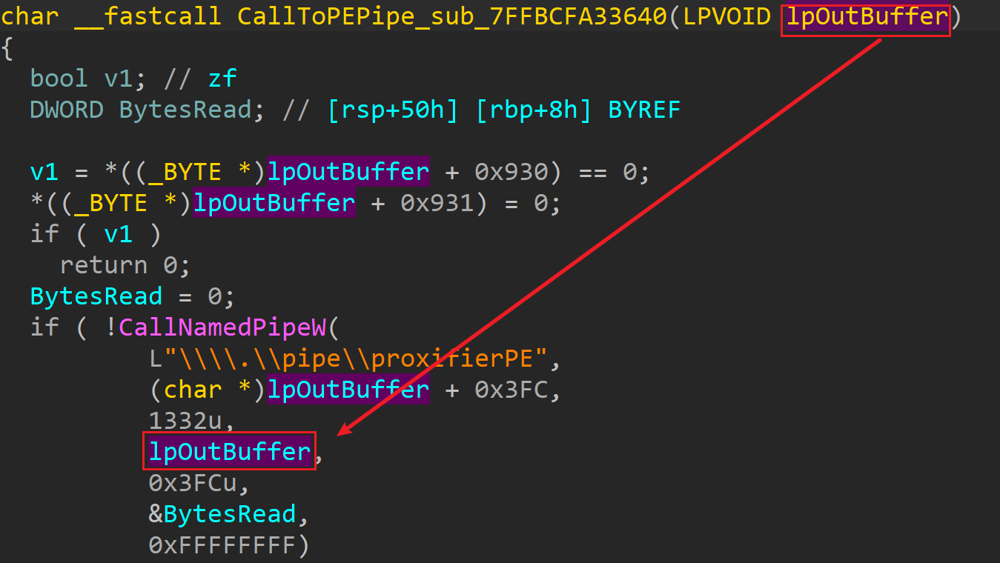 char __fastcall CallToPEPipe_sub_7FFBCFA33640(LPVOID lpOutBuffer)
{
  bool v1; // zf
  DWORD BytesRead; // [rsp+50h] [rbp+8h] BYREF

  v1 = *((_BYTE *)lpOutBuffer + 0x930) == 0;
  *((_BYTE *)lpOutBuffer + 0x931) = 0;
  if ( v1 )
    return 0;
  BytesRead = 0;
  if ( !CallNamedPipeW(
          L"\\\\.\\pipe\\proxifierPE",
          (char *)lpOutBuffer + 0x3FC,
          1332u,
          lpOutBuffer,
          0x3FCu,
          &BytesRead,
          0xFFFFFFFF)